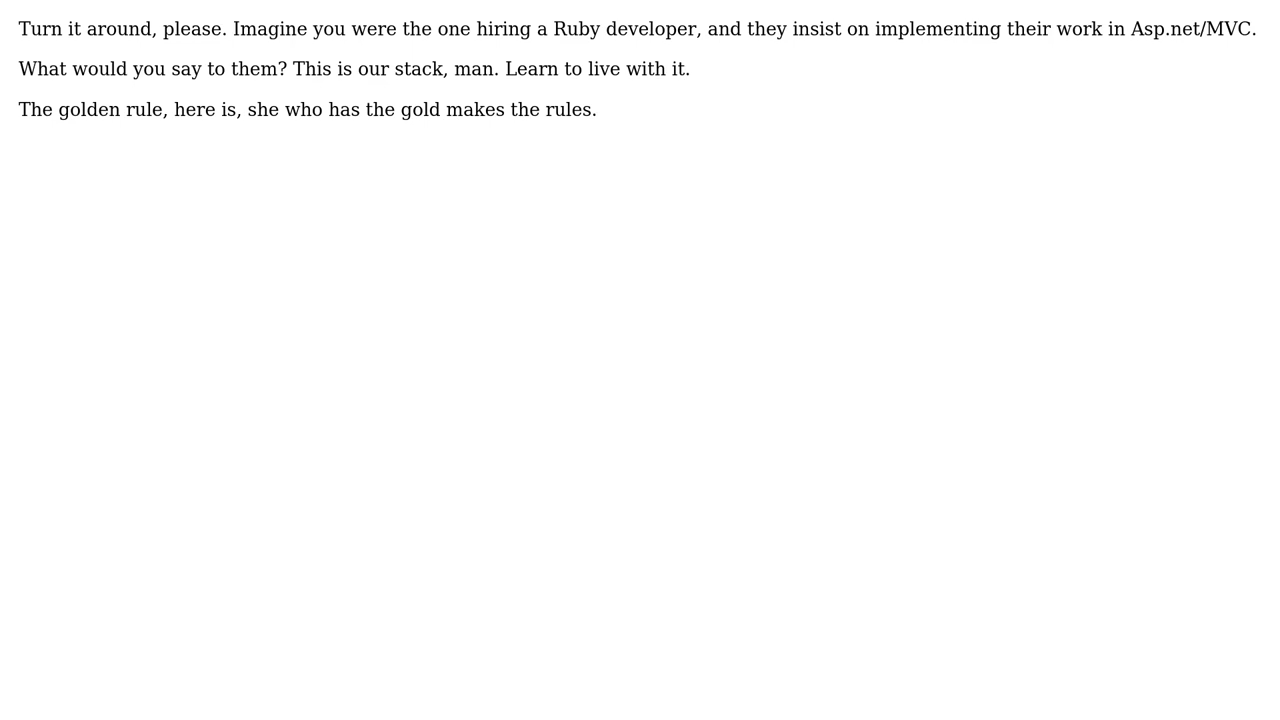 Turn it around, please. Imagine you were the one hiring a Ruby developer, and they insist on implementing their work in Asp.net/MVC.
What would you say to them? This is our stack, man. Learn to live with it.
The golden rule, here is, she who has the gold makes the rules.